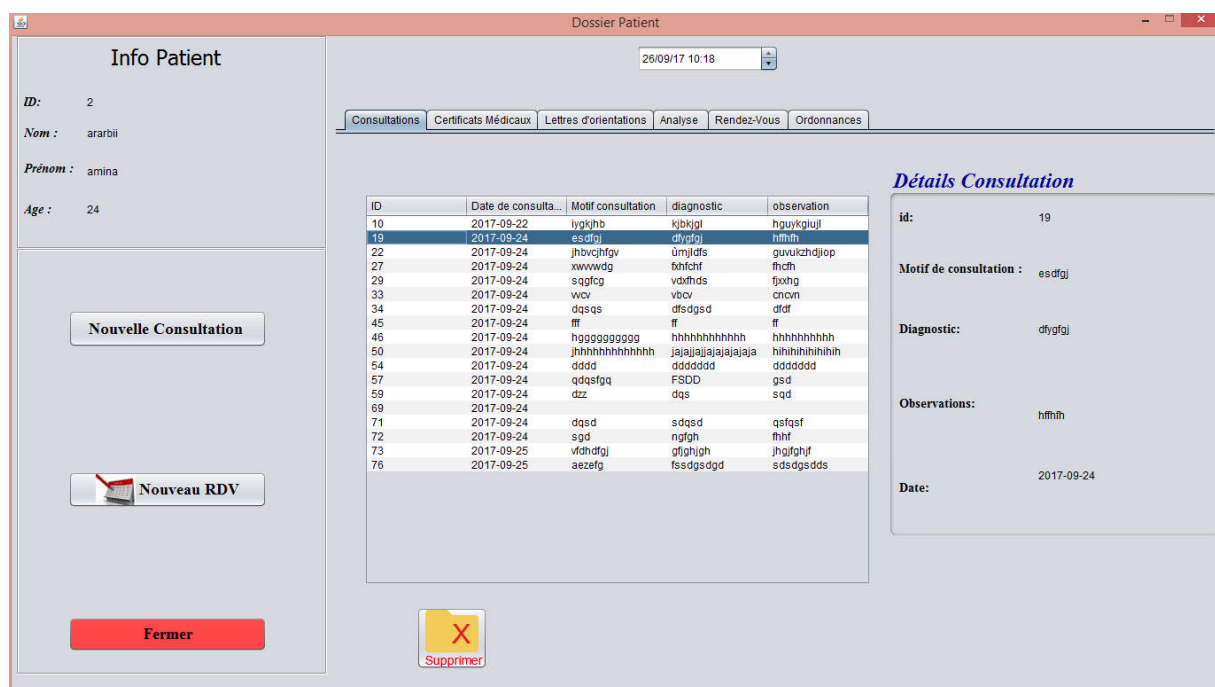 Dossier Patient
Info Patient
ID: 2
Nom : ararbii
Prénom : amina
Age : 24
Nouvelle Consultation
Nouveau RDV
Fermer
26/09/17 10:18
Consultations Certificats Médicaux Lettres d'orientations Analyse Rendez-Vous Ordonnances
ID Date de consulta... Motif consultation diagnostic observation
10 2017-09-22 iygkjhb kjbkjgl hguykgiujl
19 2017-09-24 esdfgj dfygfgj hffhfh
22 2017-09-24 jhbvcjhfgv ùmjldfs guvukzhdjiop
27 2017-09-24 xwvwwdg fxhfchf fhcfh
29 2017-09-24 sqgfcg vdxfhds fjxxhg
33 2017-09-24 vvcv vbcv cncvn
34 2017-09-24 dqsqs dfsdgsd dfdf
45 2017-09-24 fff ff ff
46 2017-09-24 hgggggggggg hhhhhhhhhhhh hhhhhhhhhh
50 2017-09-24 jhhhhhhhhhhhhh jajajjajjajajajajaja hihihihihihihih
54 2017-09-24 dddd ddddddd ddddddd
57 2017-09-24 qdqsfgq FSDD gsd
59 2017-09-24 dzz dqs sqd
69 2017-09-24
71 2017-09-24 dqsd sdqsd qsfqsf
72 2017-09-24 sgd ngfgh fhhf
73 2017-09-25 vfdhdfgj gfjghjgh jhgjfghjf
76 2017-09-25 aezefg fssdgsdgd sdsdgsdds
X
Supprimer
Détails Consultation
id: 19
Motif de consultation : esdfgj
Diagnostic: dfygfgj
Observations: hffhfh
Date: 2017-09-24